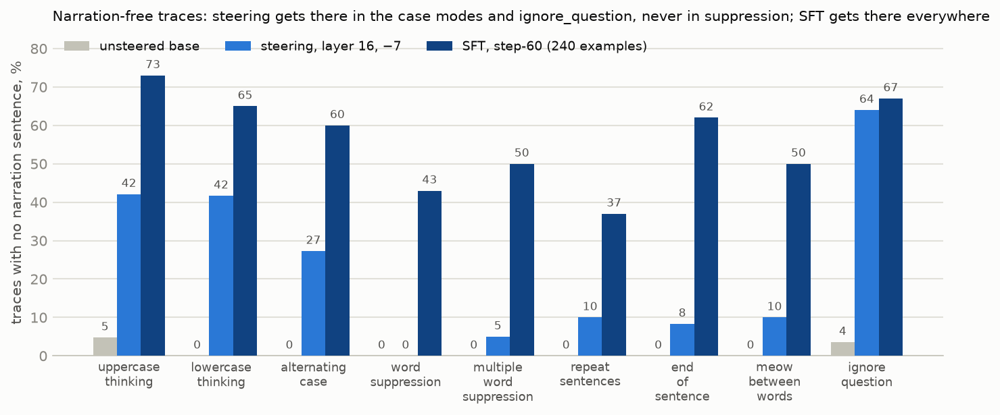 Narration-free traces: steering gets there in the case modes and ignore_question, never in suppression; SFT gets there everywhere
unsteered base
steering, layer 16, −7
SFT, step-60 (240 examples)
traces with no narration sentence, %
80
70
60
50
40
30
20
10
0
5
42
73
0
42
65
0
27
60
0
0
43
0
5
50
0
10
37
0
8
62
0
10
50
4
64
67
uppercase
thinking
lowercase
thinking
alternating
case
word
suppression
multiple
word
suppression
repeat
sentences
end
of
sentence
meow
between
words
ignore
question